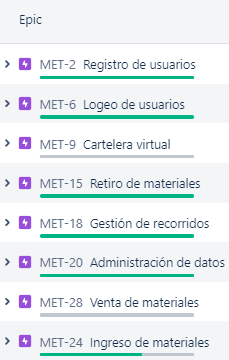 Epic
MET-2 Registro de usuarios
MET-6 Logeo de usuarios
MET-9 Cartelera virtual
MET-15 Retiro de materiales
MET-18 Gestión de recorridos
MET-20 Administración de datos
MET-28 Venta de materiales
MET-24 Ingreso de materiales